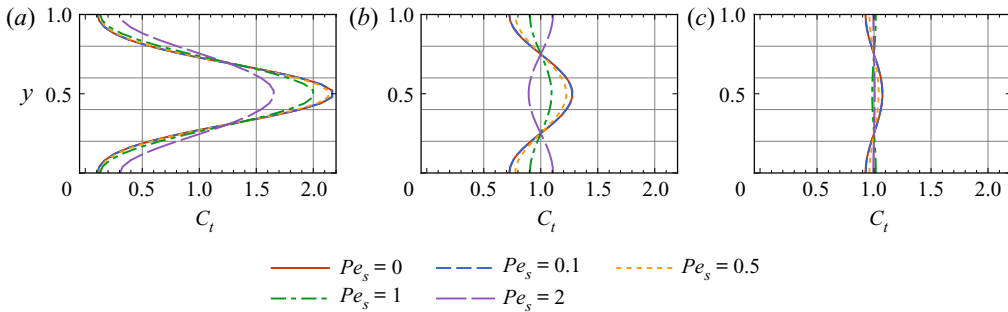 (a) (b) (c)
1.0 1.0 1.0
y 0.5 0.5 0.5
0 0.5 1.0 1.5 2.0 0 0.5 1.0 1.5 2.0 0 0.5 1.0 1.5 2.0
C_t C_t C_t
Pe_s = 0 Pe_s = 0.1 Pe_s = 0.5
Pe_s = 1 Pe_s = 2